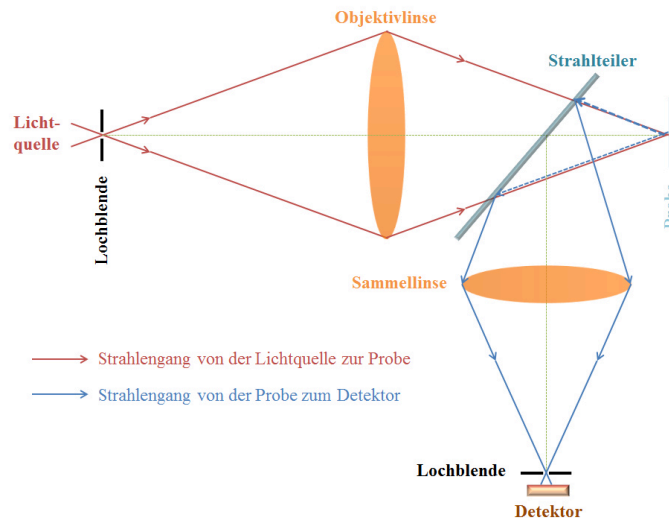 Objektivlinse
Strahlteiler
Licht-
quelle
Lochblende
Probe
Sammellinse
Strahlengang von der Lichtquelle zur Probe
Strahlengang von der Probe zum Detektor
Lochblende
Detektor